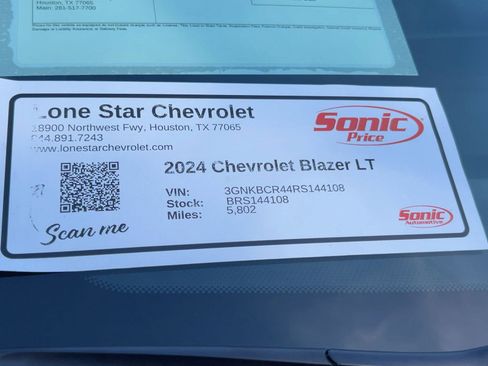 Houston, TX 77065
Main: 281-517-7700
Lone Star Chevrolet
18900 Northwest Fwy, Houston, TX 77065
844.891.7243
www.lonestarchevrolet.com
Sonic
Price
2024 Chevrolet Blazer LT
VIN: 3GNKBCR44RS144108
Stock: BRS144108
Miles: 5,802
Scan me
Sonic
Automotive